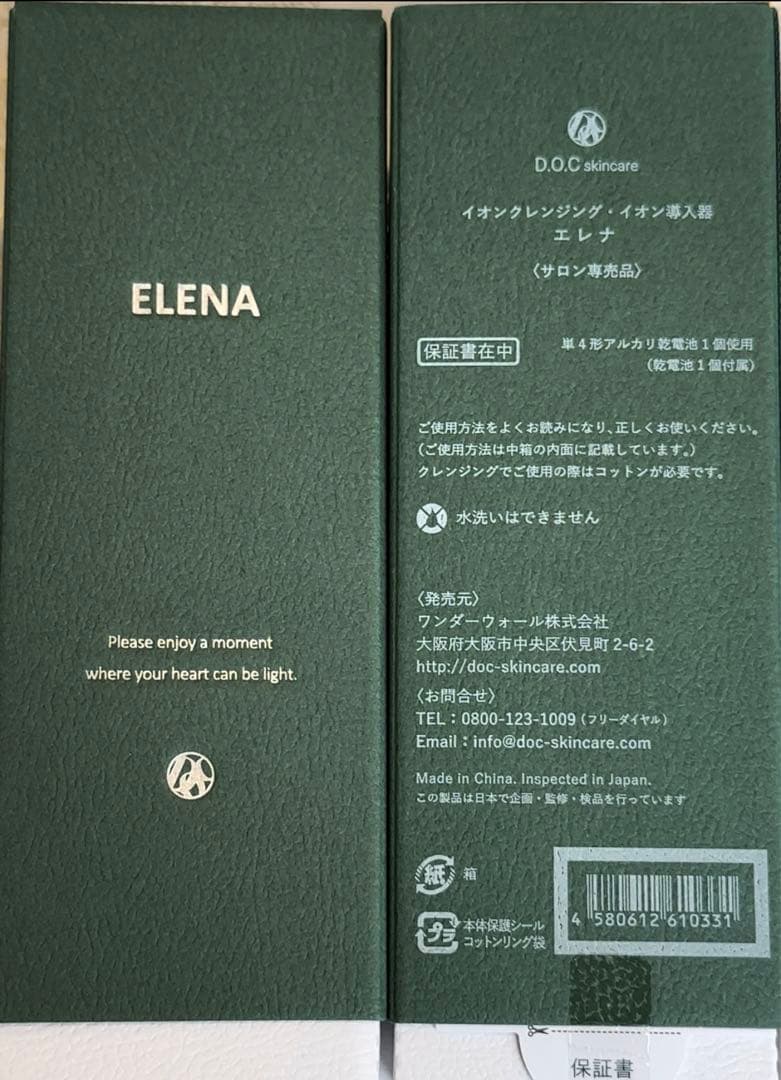 ELENA
Please enjoy a moment
where your heart can be light.
D.O.C skincare
イオンクレンジング・イオン導入器
エレナ
〈サロン専売品〉
保証書在中
単4形アルカリ乾電池1個使用
(乾電池1個付属)
ご使用方法をよくお読みになり、正しくお使いください。
(ご使用方法は中箱の内面に記載しています。)
クレンジングでご使用の際はコットンが必要です。
水洗いはできません
〈発売元〉
ワンダーウォール株式会社
大阪府大阪市中央区伏見町2-6-2
http://doc-skincare.com
〈お問合せ〉
TEL：0800-123-1009(フリーダイヤル)
Email：info@doc-skincare.com
Made in China. Inspected in Japan.
この製品は日本で企画・監修・検品を行っています
紙 箱
プラ 本体保護シール
コットンリング袋
4 580612 610331
保証書